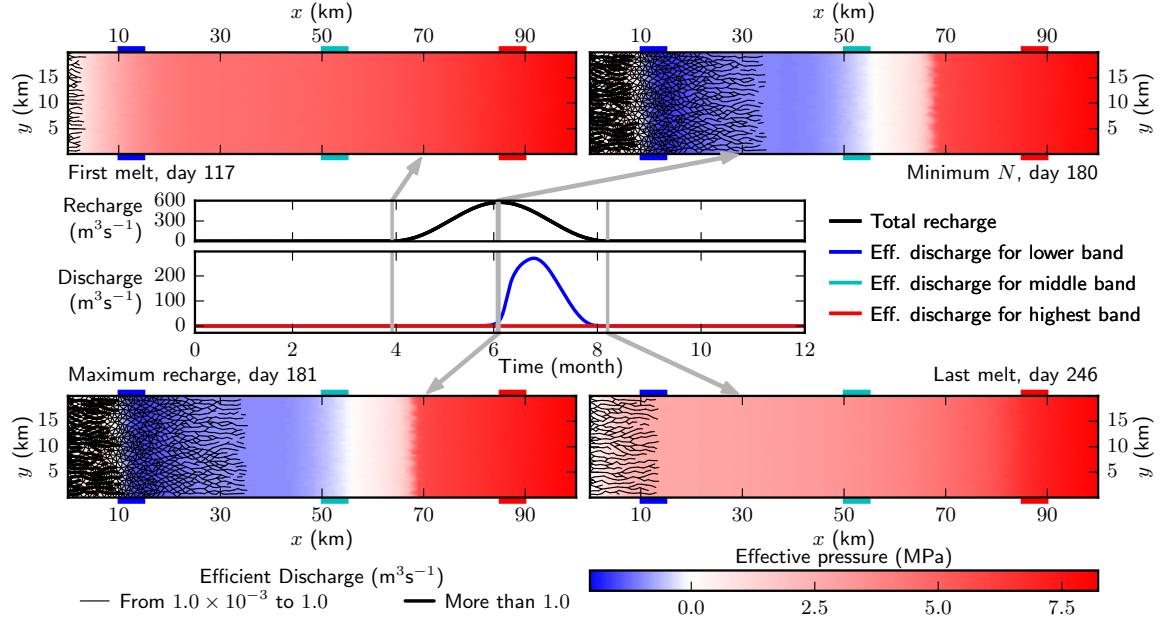 x (km) x (km)
10 30 50 70 90 10 30 50 70 90
y (km) 15 10 5 15 10 5 y (km)
First melt, day 117 Minimum N, day 180
Recharge (m³s⁻¹) 600 300 0
Total recharge
Eff. discharge for lower band
Eff. discharge for middle band
Eff. discharge for highest band
Discharge (m³s⁻¹) 200 100 0
0 2 4 6 8 10 12
Time (month)
Maximum recharge, day 181 Last melt, day 246
y (km) 15 10 5 15 10 5 y (km)
10 30 50 70 90 10 30 50 70 90
x (km) x (km)
Efficient Discharge (m³s⁻¹)
From 1.0 × 10⁻³ to 1.0 More than 1.0
Effective pressure (MPa)
0.0 2.5 5.0 7.5